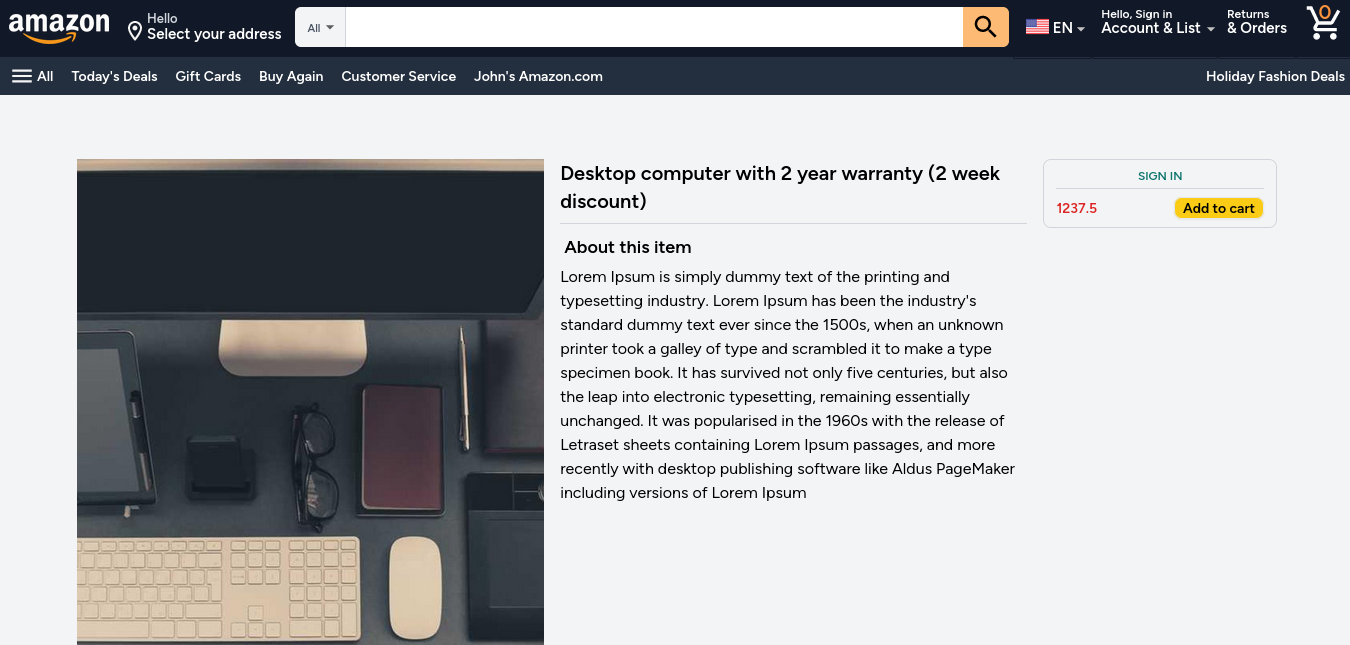 amazon
Hello
Select your address
All
EN
Hello, Sign in
Account & List
Returns
& Orders
0
All
Today's Deals
Gift Cards
Buy Again
Customer Service
John's Amazon.com
Holiday Fashion Deals
Desktop computer with 2 year warranty (2 week
discount)
About this item
Lorem Ipsum is simply dummy text of the printing and
typesetting industry. Lorem Ipsum has been the industry's
standard dummy text ever since the 1500s, when an unknown
printer took a galley of type and scrambled it to make a type
specimen book. It has survived not only five centuries, but also
the leap into electronic typesetting, remaining essentially
unchanged. It was popularised in the 1960s with the release of
Letraset sheets containing Lorem Ipsum passages, and more
recently with desktop publishing software like Aldus PageMaker
including versions of Lorem Ipsum
SIGN IN
1237.5
Add to cart